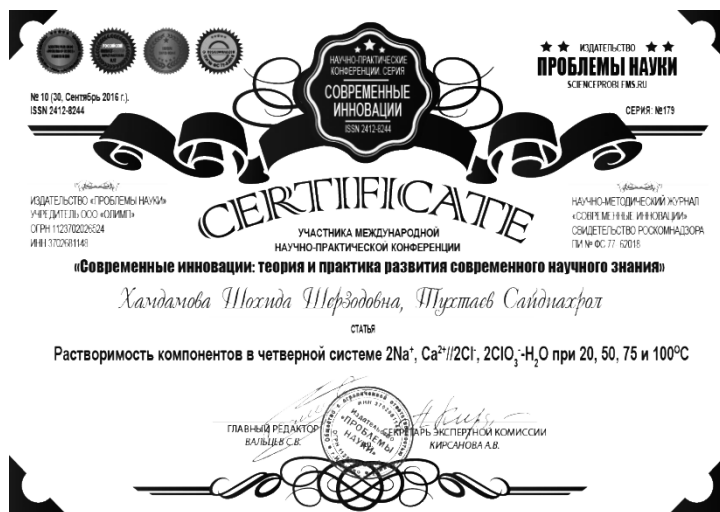 НАУЧНО-ПРАКТИЧЕСКИЕ
КОНФЕРЕНЦИИ. СЕРИЯ
СОВРЕМЕННЫЕ
ИННОВАЦИИ
ISSN 2412-8244
ИЗДАТЕЛЬСТВО
ПРОБЛЕМЫ НАУКИ
SCIENCEPROBLEMS.RU
№ 10 (30, Сентябрь 2016 г.).
ISSN 2412-8244
СЕРИЯ: №179
ИЗДАТЕЛЬСТВО «ПРОБЛЕМЫ НАУКИ»
УЧРЕДИТЕЛЬ ООО «ОЛИМП»
ОГРН 1123702026524
ИНН 3702681148
CERTIFICATE
НАУЧНО-МЕТОДИЧЕСКИЙ ЖУРНАЛ
«СОВРЕМЕННЫЕ ИННОВАЦИИ»
СВИДЕТЕЛЬСТВО РОСКОМНАДЗОРА
ПИ № ФС 77- 62018
УЧАСТНИКА МЕЖДУНАРОДНОЙ
НАУЧНО-ПРАКТИЧЕСКОЙ КОНФЕРЕНЦИИ
«Современные инновации: теория и практика развития современного научного знания»
Хамдамова Шохида Шерзодовна, Тухтаев Сайдиахрол
СТАТЬЯ
Растворимость компонентов в четверной системе 2Na⁺, Ca²⁺//2Cl⁻, 2ClO₃⁻-H₂O при 20, 50, 75 и 100⁰C
ГЛАВНЫЙ РЕДАКТОР
ВАЛЬЦЕВ С.В.
ИЗДАТЕЛЬСТВО
«ПРОБЛЕМЫ
НАУКИ»
СЕКРЕТАРЬ ЭКСПЕРТНОЙ КОМИССИИ
КИРСАНОВА А.В.